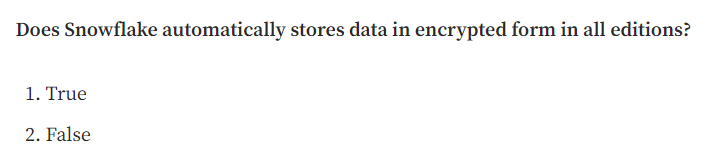 Does Snowflake automatically stores data in encrypted form in all editions?
1. True
2. False